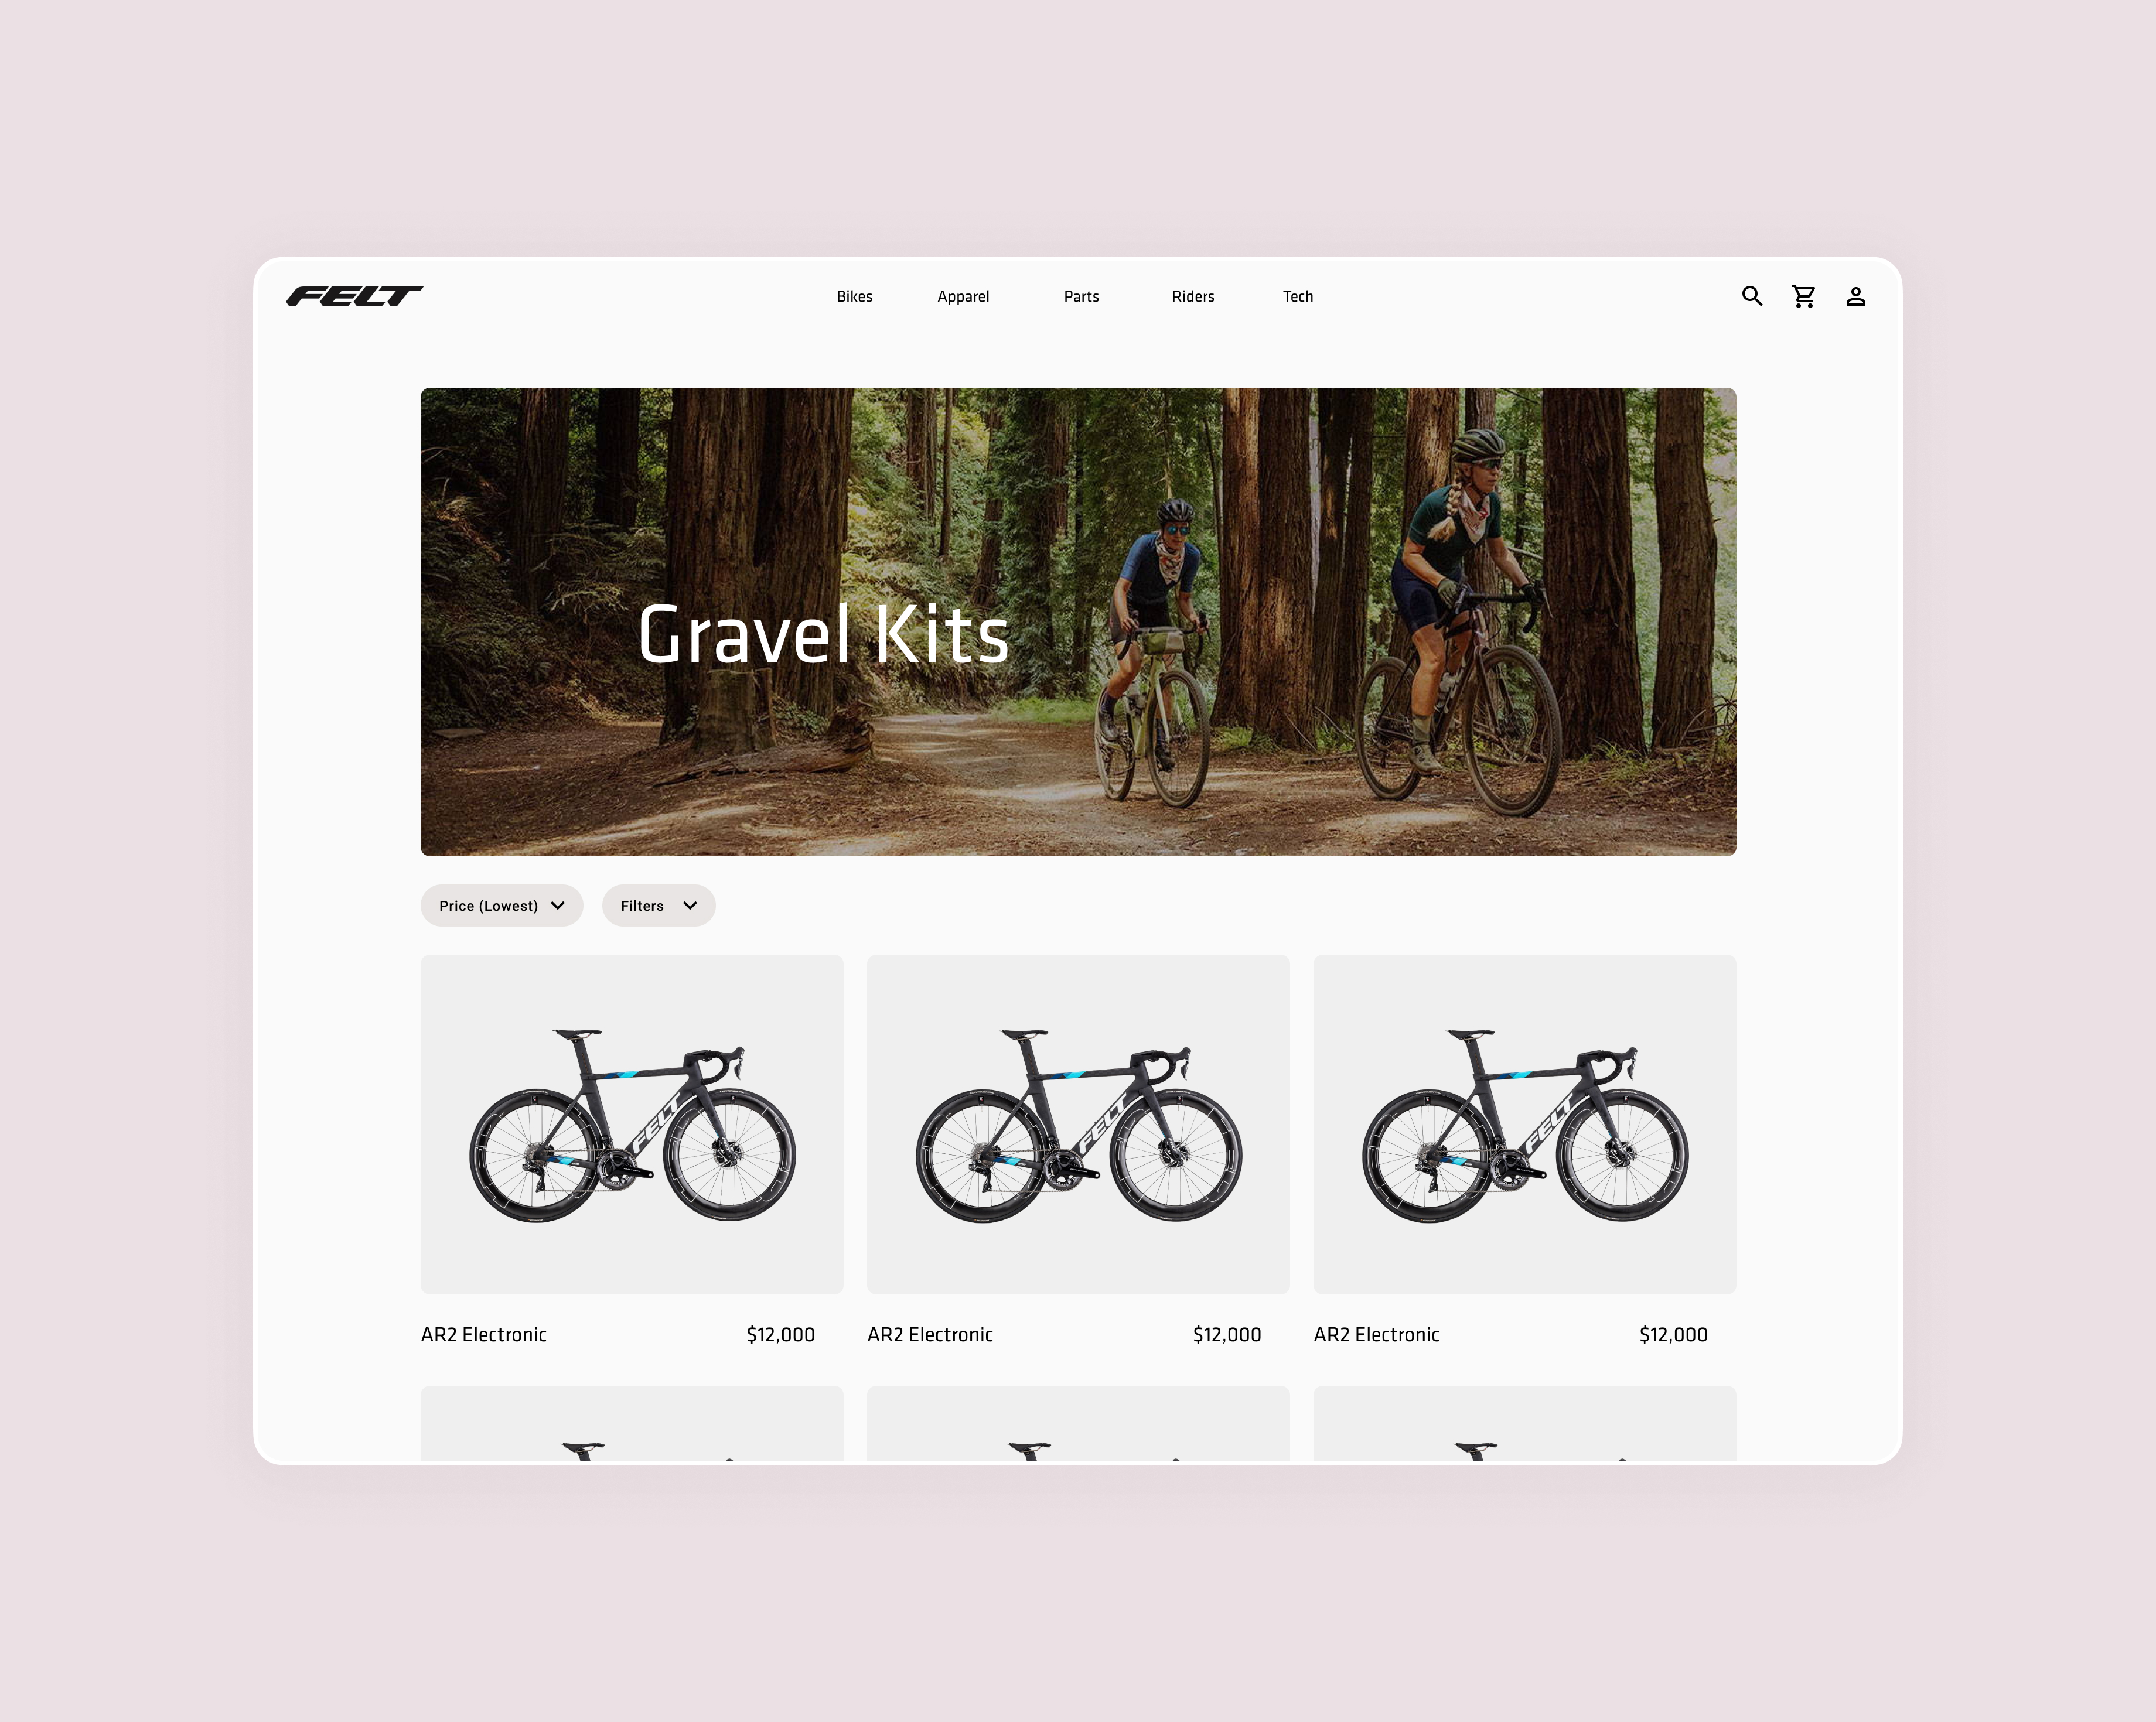 FELT
Bikes Apparel Parts Riders Tech
Gravel Kits
Price (Lowest) Filters
FELT FELT FELT
AR2 Electronic $12,000 AR2 Electronic $12,000 AR2 Electronic $12,000